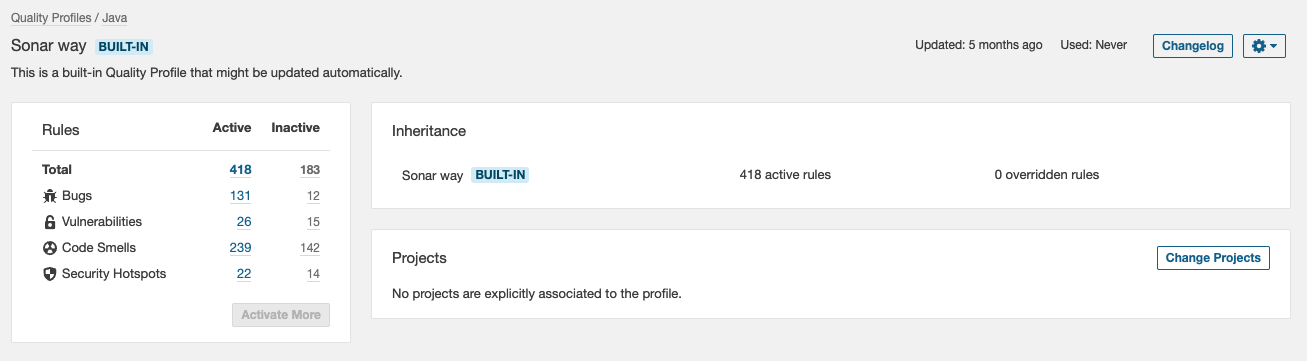 Quality Profiles / Java
Sonar way BUILT-IN
Updated: 5 months ago Used: Never Changelog
This is a built-in Quality Profile that might be updated automatically.
Rules Active Inactive
Total 418 183
Bugs 131 12
Vulnerabilities 26 15
Code Smells 239 142
Security Hotspots 22 14
Activate More
Inheritance
Sonar way BUILT-IN 418 active rules 0 overridden rules
Projects Change Projects
No projects are explicitly associated to the profile.